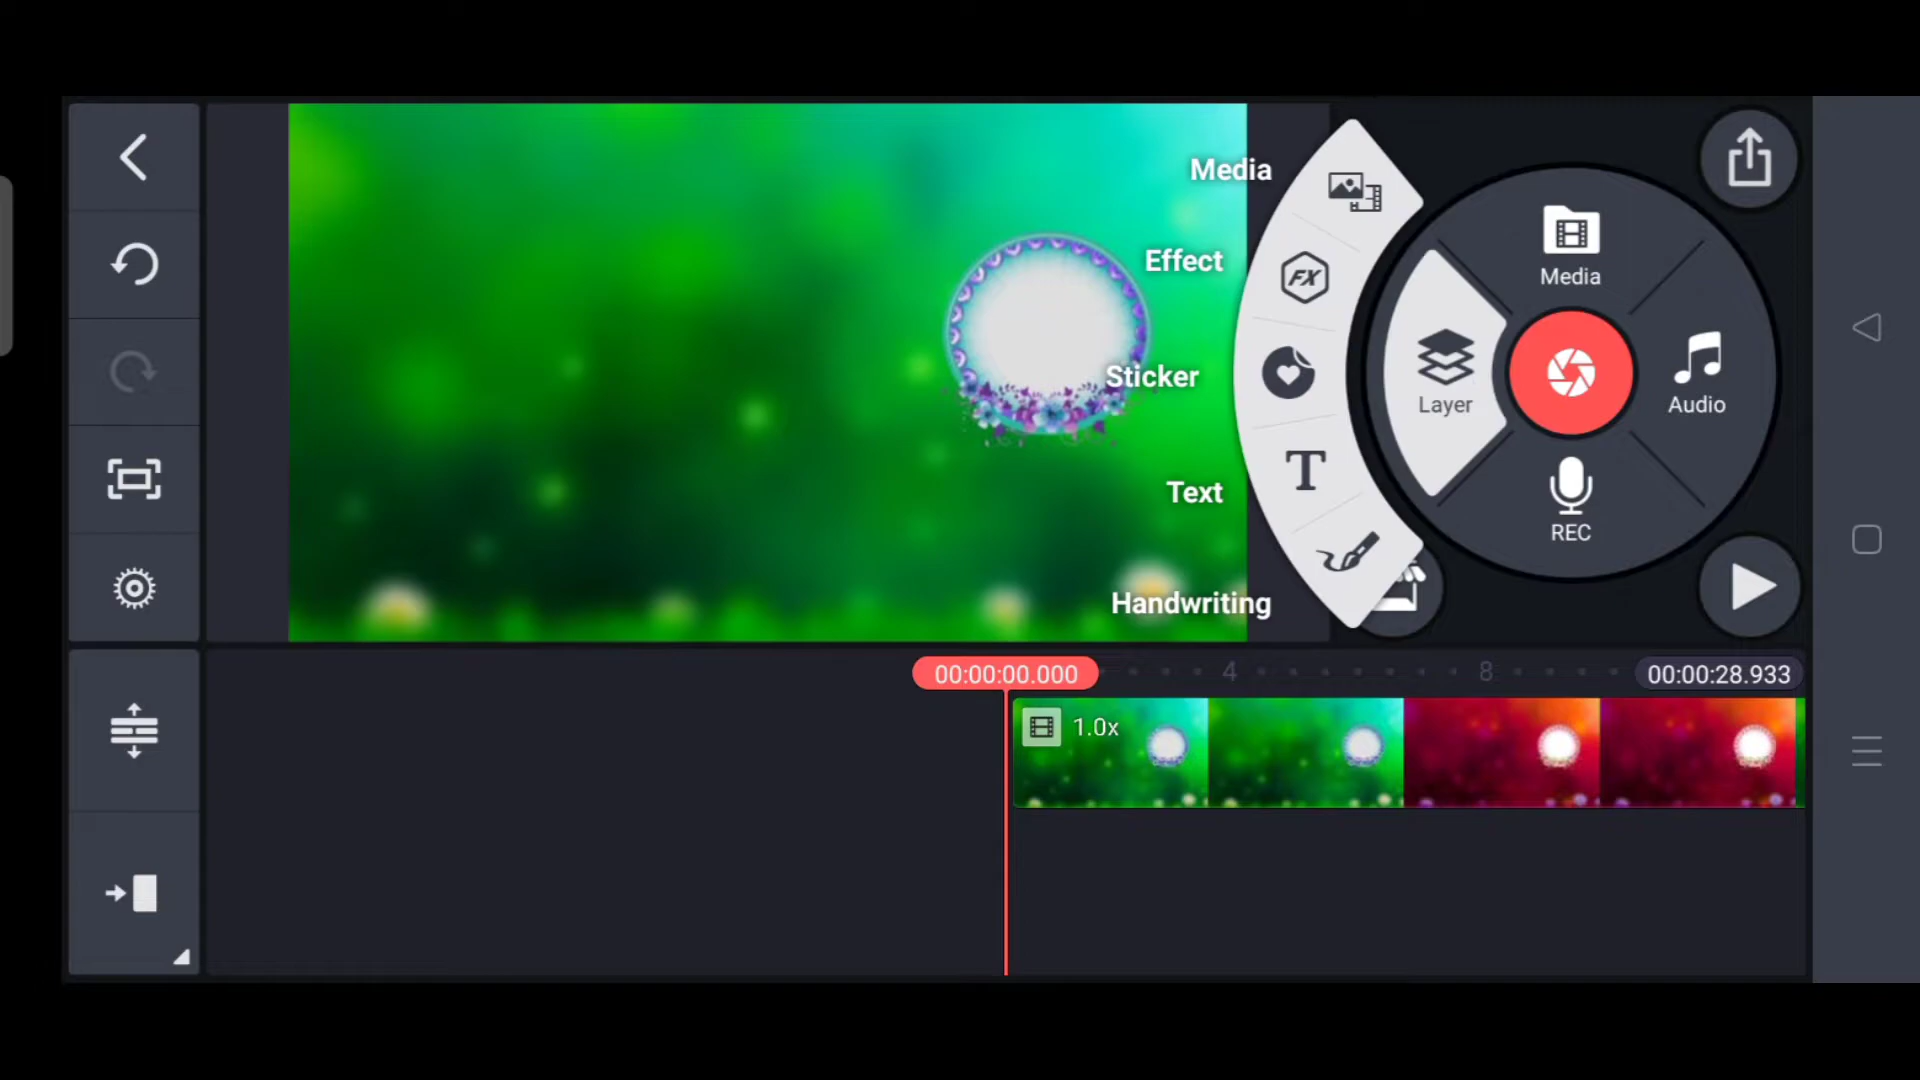 Media
Effect
Sticker
Text
Handwriting
FX
T
Media
Layer
Audio
REC
00:00:00.000
4
8
00:00:28.933
1.0x